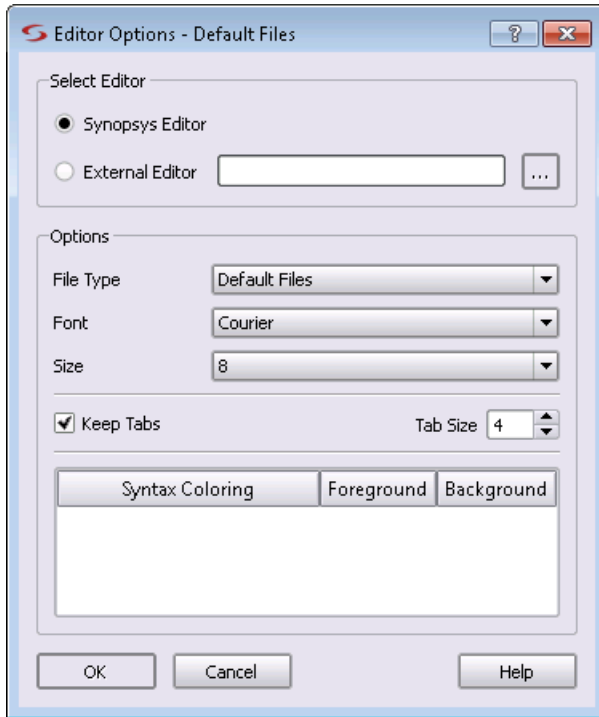 Editor Options - Default Files
Select Editor
Synopsys Editor
External Editor ...
Options
File Type Default Files
Font Courier
Size 8
Keep Tabs Tab Size 4
Syntax Coloring Foreground Background
OK Cancel Help